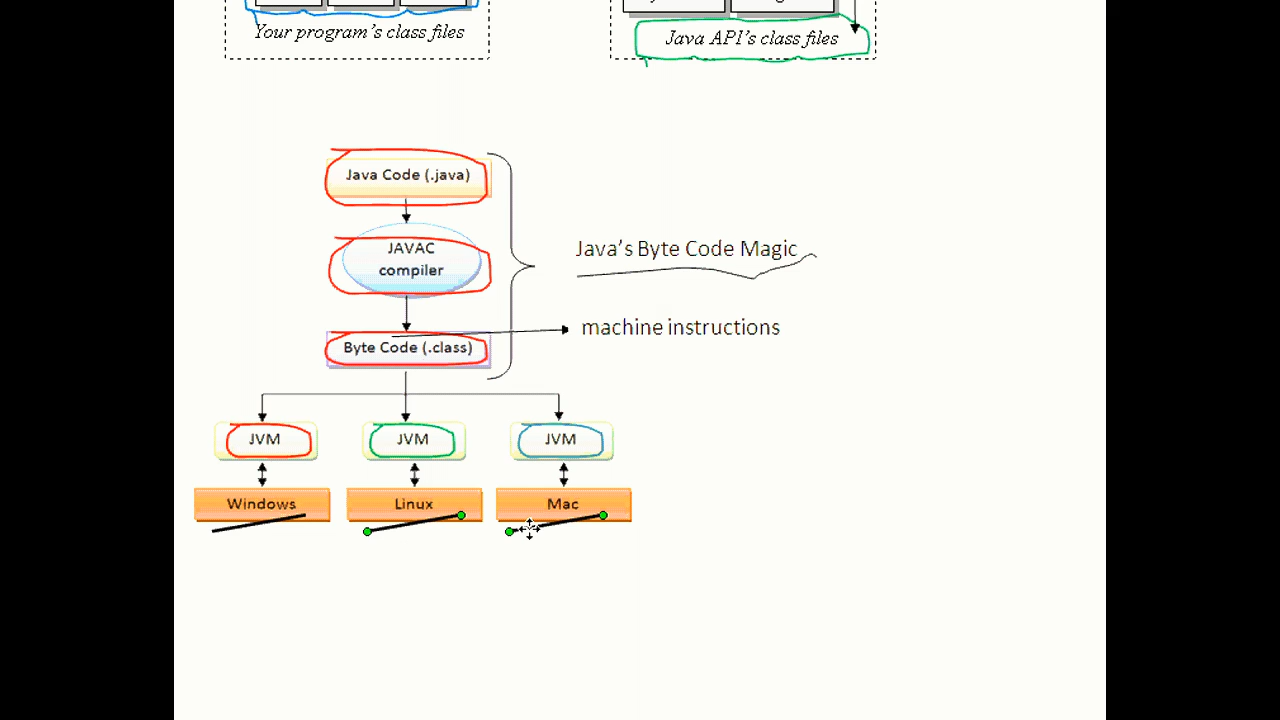 Your program's class files
Java API's class files
Java Code (.java)
JAVAC
compiler
Java's Byte Code Magic
machine instructions
Byte Code (.class)
JVM
JVM
JVM
Windows
Linux
Mac